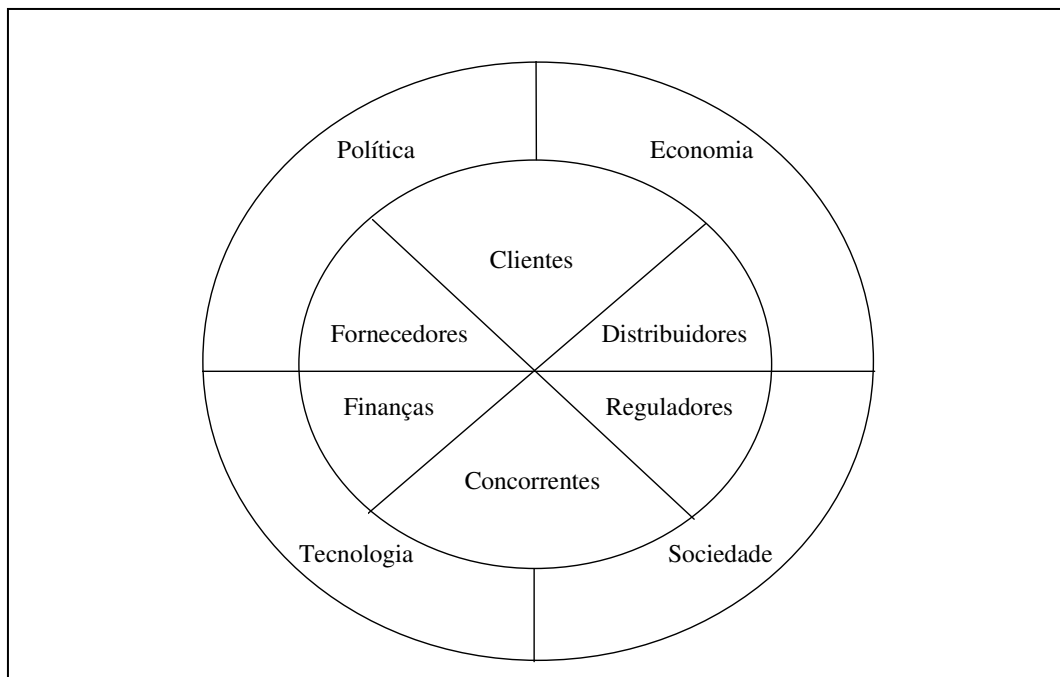 Política
Economia
Clientes
Fornecedores
Distribuidores
Finanças
Reguladores
Concorrentes
Tecnologia
Sociedade